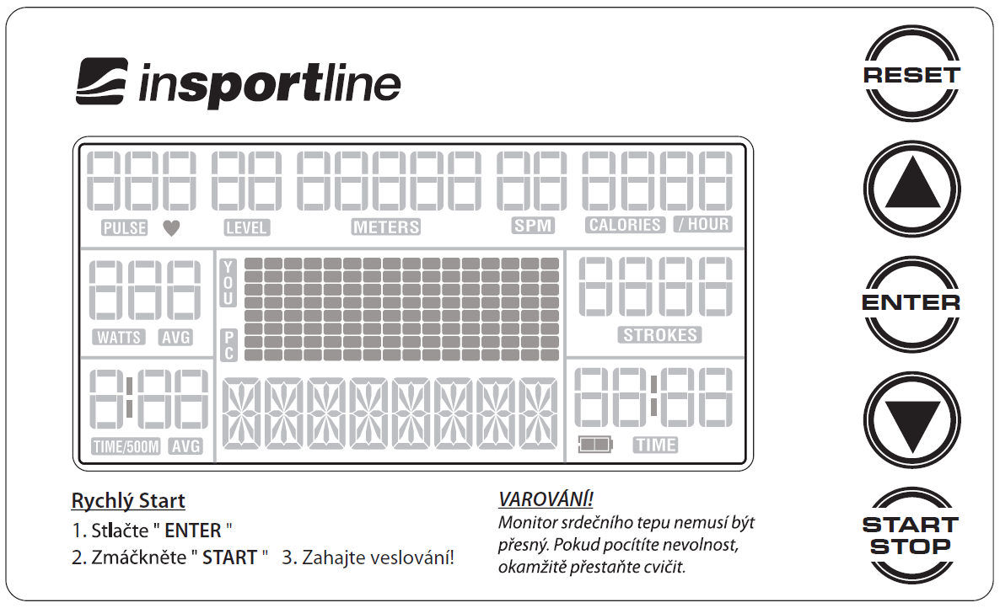 insportline
RESET
PULSE LEVEL METERS SPM CALORIES / HOUR
YOU
WATTS AVG
PC
STROKES
ENTER
TIME/500M AVG
TIME
Rychlý Start
1. Stlačte " ENTER "
2. Zmáčkněte " START " 3. Zahajte veslování!
VAROVÁNÍ!
Monitor srdečního tepu nemusí být
přesný. Pokud pocítíte nevolnost,
okamžitě přestaňte cvičit.
START
STOP